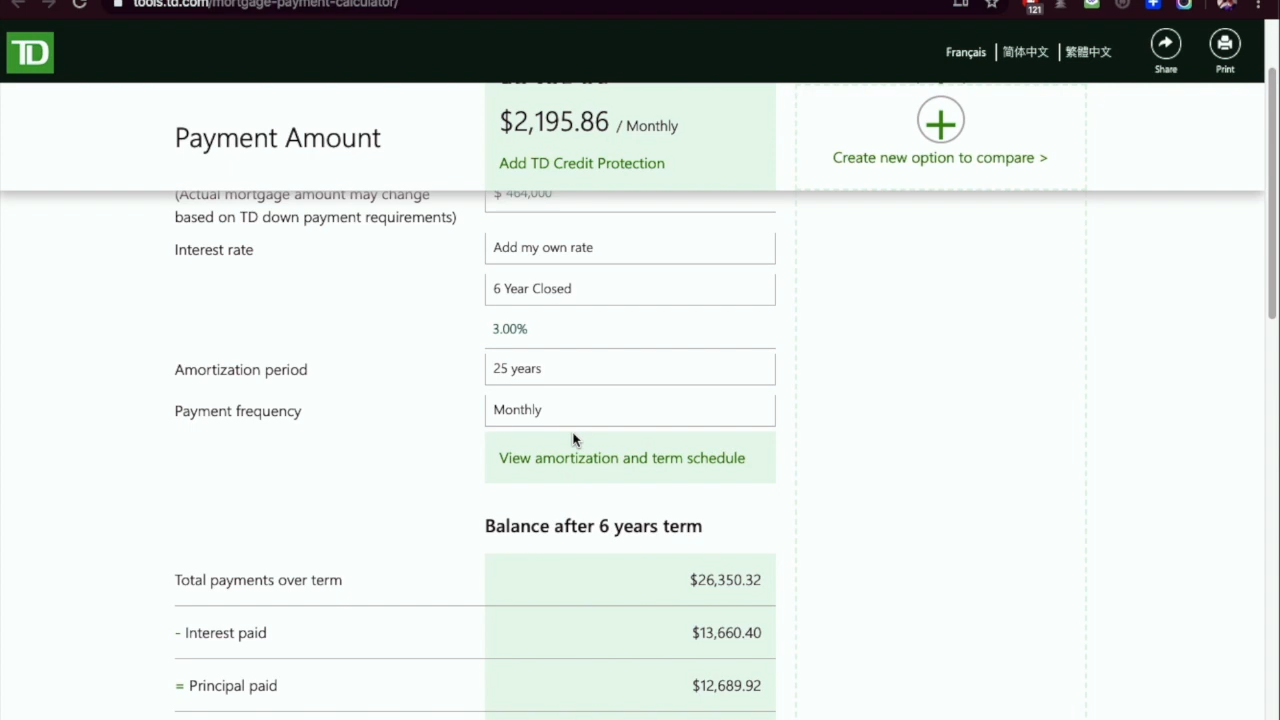 tools.td.com/mortgage-payment-calculator/
121
TD
Français
简体中文
繁體中文
Share
Print
Payment Amount
$2,195.86 / Monthly
Add TD Credit Protection
Create new option to compare >
(Actual mortgage amount may change
based on TD down payment requirements)
$ 464,000
Interest rate
Add my own rate
6 Year Closed
3.00%
Amortization period
25 years
Payment frequency
Monthly
View amortization and term schedule
Balance after 6 years term
Total payments over term
$26,350.32
- Interest paid
$13,660.40
= Principal paid
$12,689.92